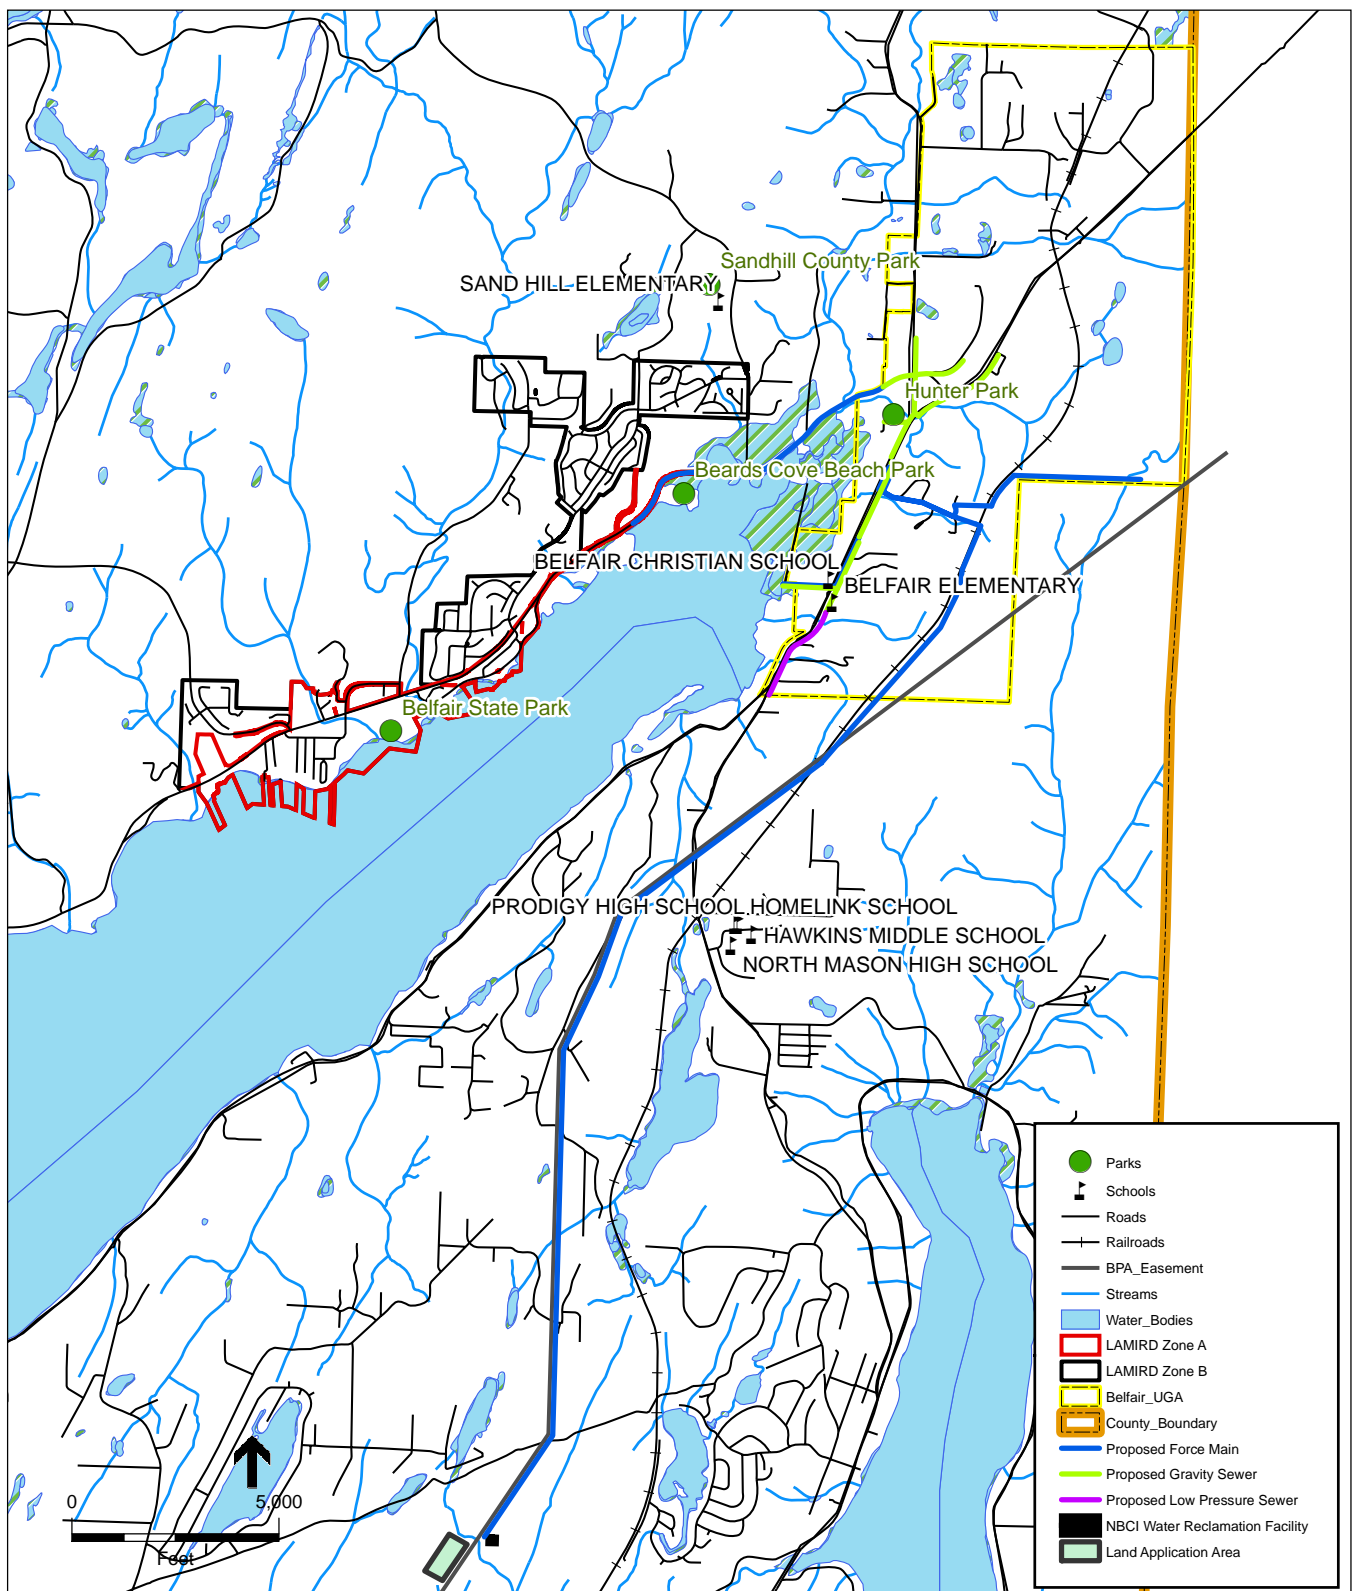 Sandhill County Park
SAND HILL ELEMENTARY
Hunter Park
Beards Cove Beach Park
BELFAIR CHRISTIAN SCHOOL
BELFAIR ELEMENTARY
Belfair State Park
PRODIGY HIGH SCHOOL HOMELINK SCHOOL
HAWKINS MIDDLE SCHOOL
NORTH MASON HIGH SCHOOL
Parks
Schools
Roads
Railroads
BPA_Easement
Streams
Water_Bodies
LAMIRD Zone A
LAMIRD Zone B
Belfair_UGA
County_Boundary
Proposed Force Main
Proposed Gravity Sewer
Proposed Low Pressure Sewer
NBCI Water Reclamation Facility
Land Application Area
0 5,000
Feet